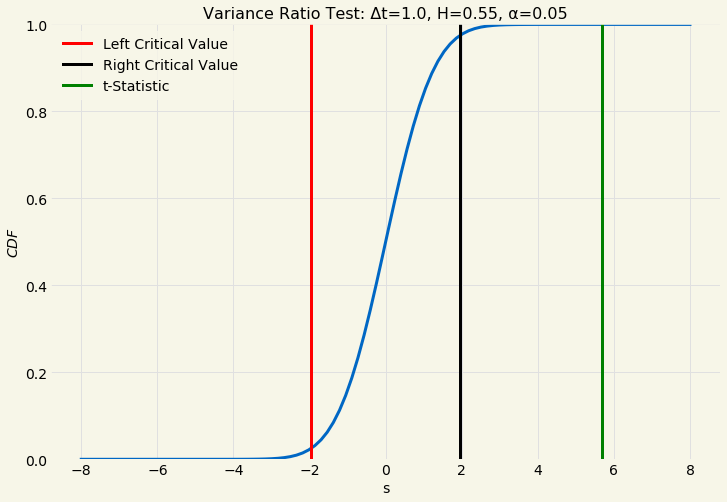 Variance Ratio Test: Δt=1.0, H=0.55, α=0.05
Left Critical Value
Right Critical Value
t-Statistic
1.0
0.8
0.6
0.4
0.2
0.0
CDF
−8 −6 −4 −2 0 2 4 6 8
s